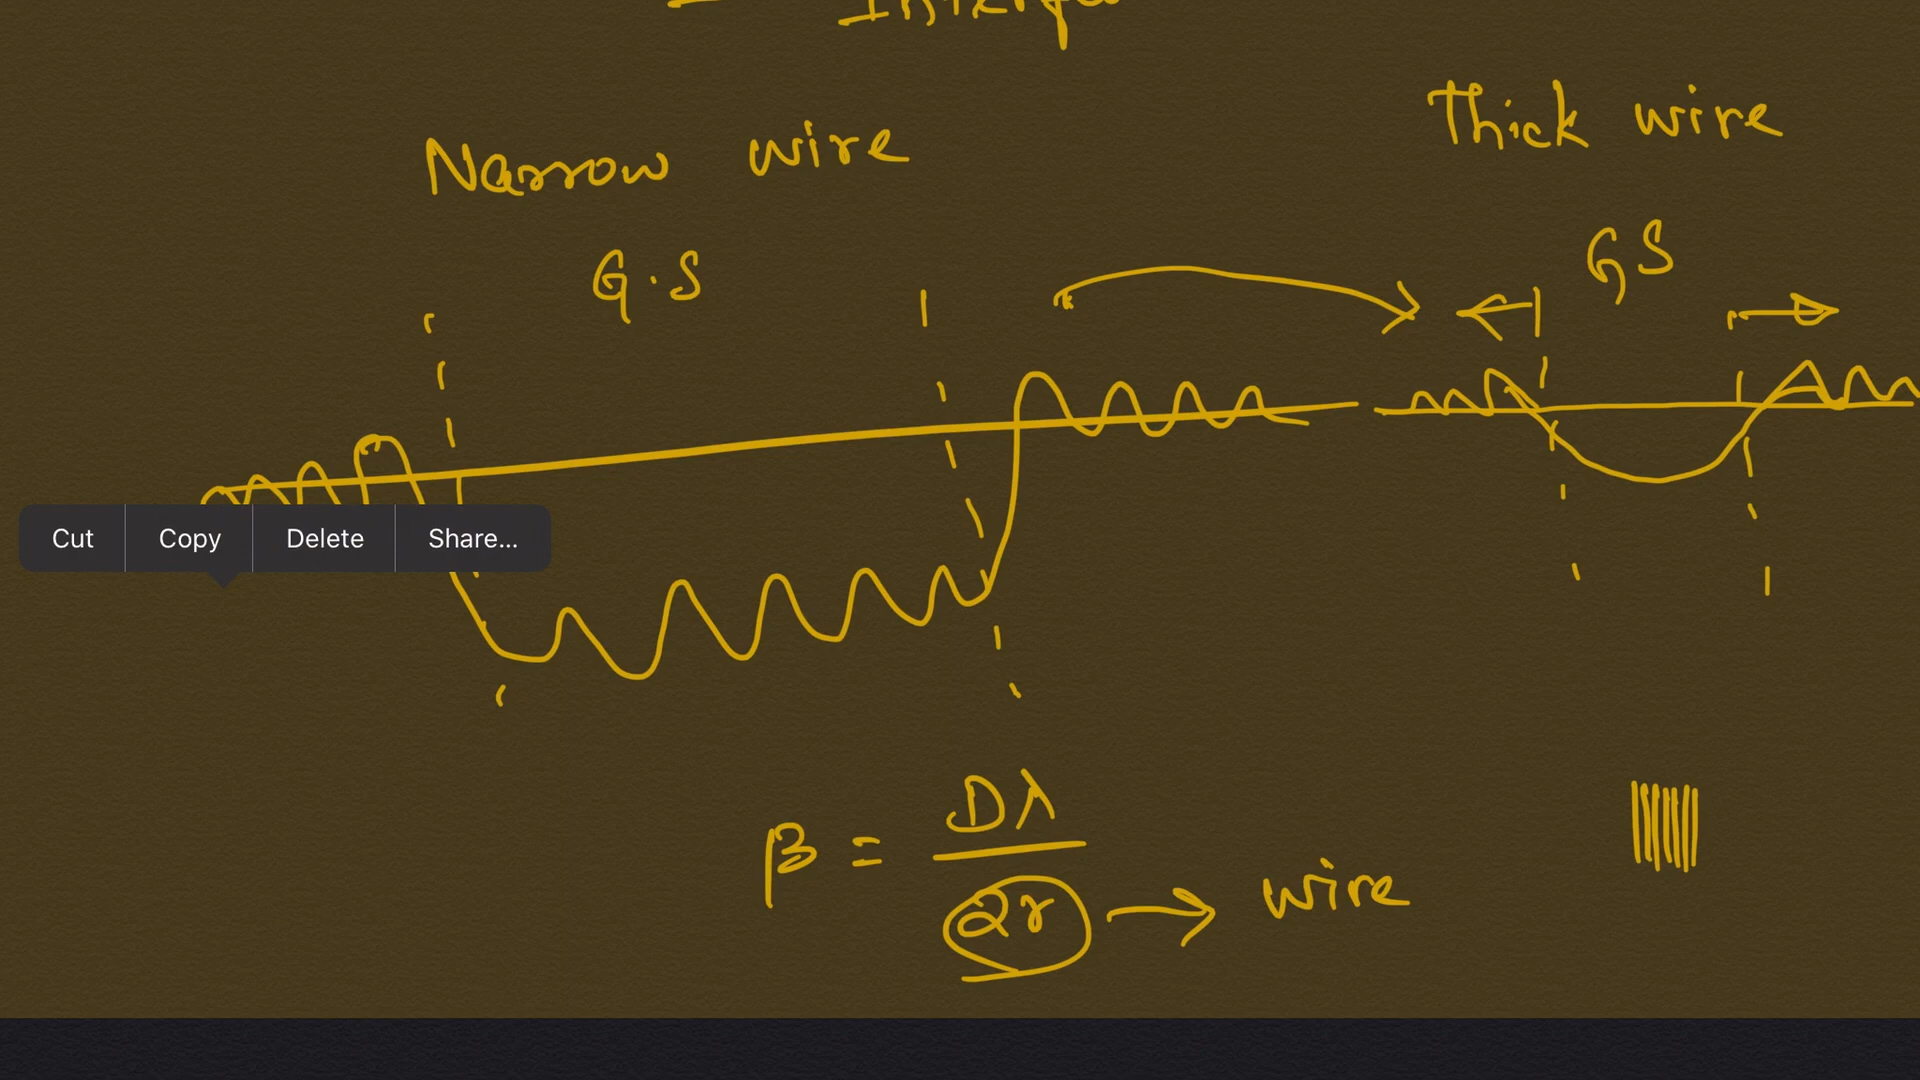 Narrow wire
Thick wire
G.S
GS
Cut Copy Delete Share...
β = Dλ / 2r → wire